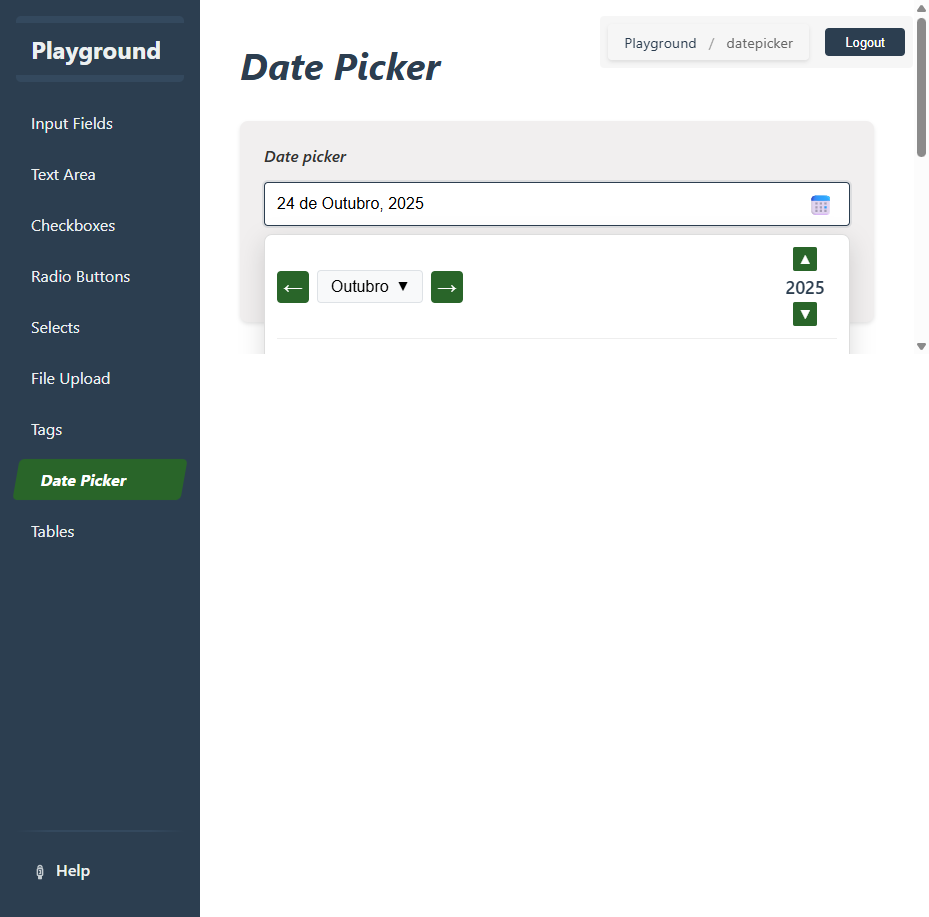 Playground
Input Fields
Text Area
Checkboxes
Radio Buttons
Selects
File Upload
Tags
Date Picker
Tables
Help
Playground / datepicker
Logout
Date Picker
Date picker
24 de Outubro, 2025
← Outubro ▼ →
▲
2025
▼